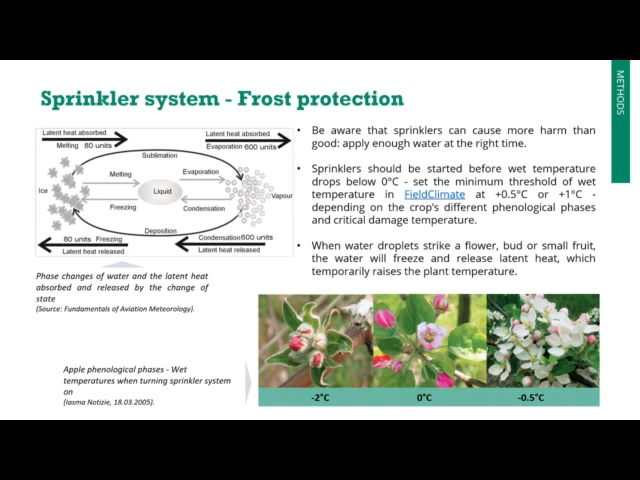 METHODS
Sprinkler system - Frost protection
Latent heat absorbed
Melting 80 units
Latent heat absorbed
Evaporation 600 units
Sublimation
Melting
Evaporation
Ice
Liquid
Vapour
Freezing
Condensation
Deposition
80 units Freezing
Latent heat released
Condensation600 units
Latent heat released
Phase changes of water and the latent heat
absorbed and released by the change of
state
(Source: Fundamentals of Aviation Meteorology).
• Be aware that sprinklers can cause more harm than
good: apply enough water at the right time.
• Sprinklers should be started before wet temperature
drops below 0°C - set the minimum threshold of wet
temperature in FieldClimate at +0.5°C or +1°C -
depending on the crop's different phenological phases
and critical damage temperature.
• When water droplets strike a flower, bud or small fruit,
the water will freeze and release latent heat, which
temporarily raises the plant temperature.
Apple phenological phases - Wet
temperatures when turning sprinkler system
on
(Iasma Notizie, 18.03.2005).
-2°C
0°C
-0.5°C